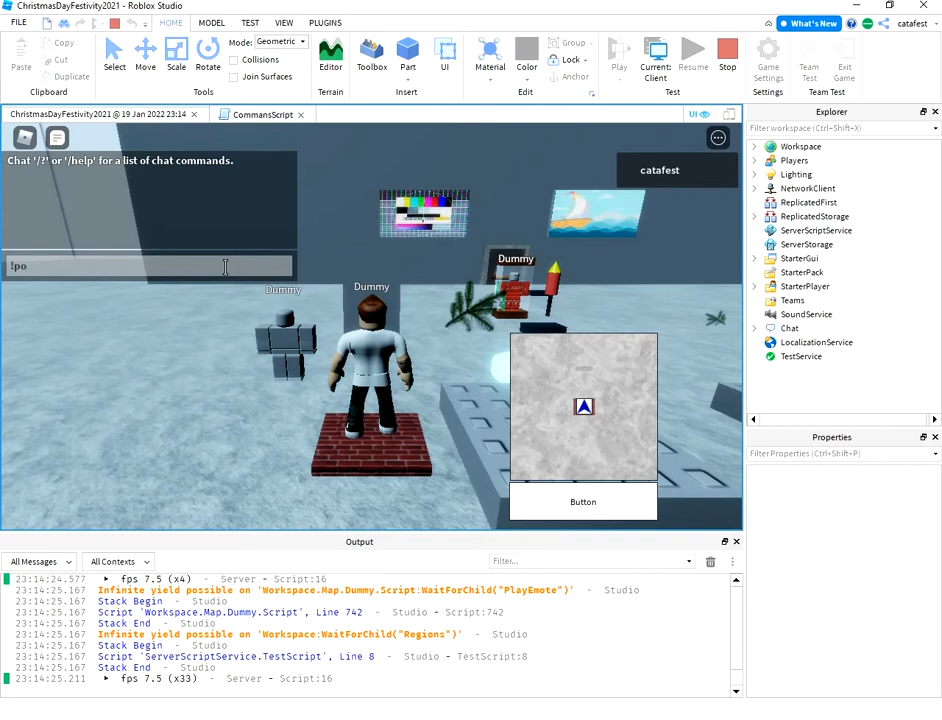 ChristmasDayFestivity2021 - Roblox Studio
FILE
HOME
MODEL
TEST
VIEW
PLUGINS
What's New
catafest
Paste
Copy
Cut
Duplicate
Clipboard
Select
Move
Scale
Rotate
Mode: Geometric
Collisions
Join Surfaces
Tools
Editor
Terrain
Toolbox
Part
UI
Insert
Material
Color
Group
Lock
Anchor
Edit
Play
Current:
Client
Resume
Stop
Test
Game
Settings
Settings
Team
Test
Exit
Game
Team Test
ChristmasDayFestivity2021 @ 19 Jan 2022 23:14
CommansScript
UI
Chat '/?' or '/help' for a list of chat commands.
!po
catafest
Dummy
Dummy
Dummy
Button
Explorer
Filter workspace (Ctrl+Shift+X)
Workspace
Players
Lighting
NetworkClient
ReplicatedFirst
ReplicatedStorage
ServerScriptService
ServerStorage
StarterGui
StarterPack
StarterPlayer
Teams
SoundService
Chat
LocalizationService
TestService
Properties
Filter Properties (Ctrl+Shift+P)
Output
All Messages
All Contexts
Filter...
23:14:24.577 fps 7.5 (x4) - Server - Script:16
23:14:25.167 Infinite yield possible on 'Workspace.Map.Dummy.Script:WaitForChild("PlayEmote")' - Studio
23:14:25.167 Stack Begin - Studio
23:14:25.167 Script 'Workspace.Map.Dummy.Script', Line 742 - Studio - Script:742
23:14:25.167 Stack End - Studio
23:14:25.167 Infinite yield possible on 'Workspace:WaitForChild("Regions")' - Studio
23:14:25.167 Stack Begin - Studio
23:14:25.167 Script 'ServerScriptService.TestScript', Line 8 - Studio - TestScript:8
23:14:25.167 Stack End - Studio
23:14:25.211 fps 7.5 (x33) - Server - Script:16